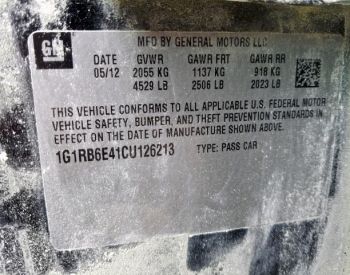 GM MFD BY GENERAL MOTORS LLC
DATE GVWR GAWR FRT GAWR RR
05/12 2055 KG 1137 KG 918 KG
4529 LB 2506 LB 2023 LB
THIS VEHICLE CONFORMS TO ALL APPLICABLE U.S. FEDERAL MOTOR
VEHICLE SAFETY, BUMPER, AND THEFT PREVENTION STANDARDS IN
EFFECT ON THE DATE OF MANUFACTURE SHOWN ABOVE.
1G1RB6E41CU126213 TYPE: PASS CAR